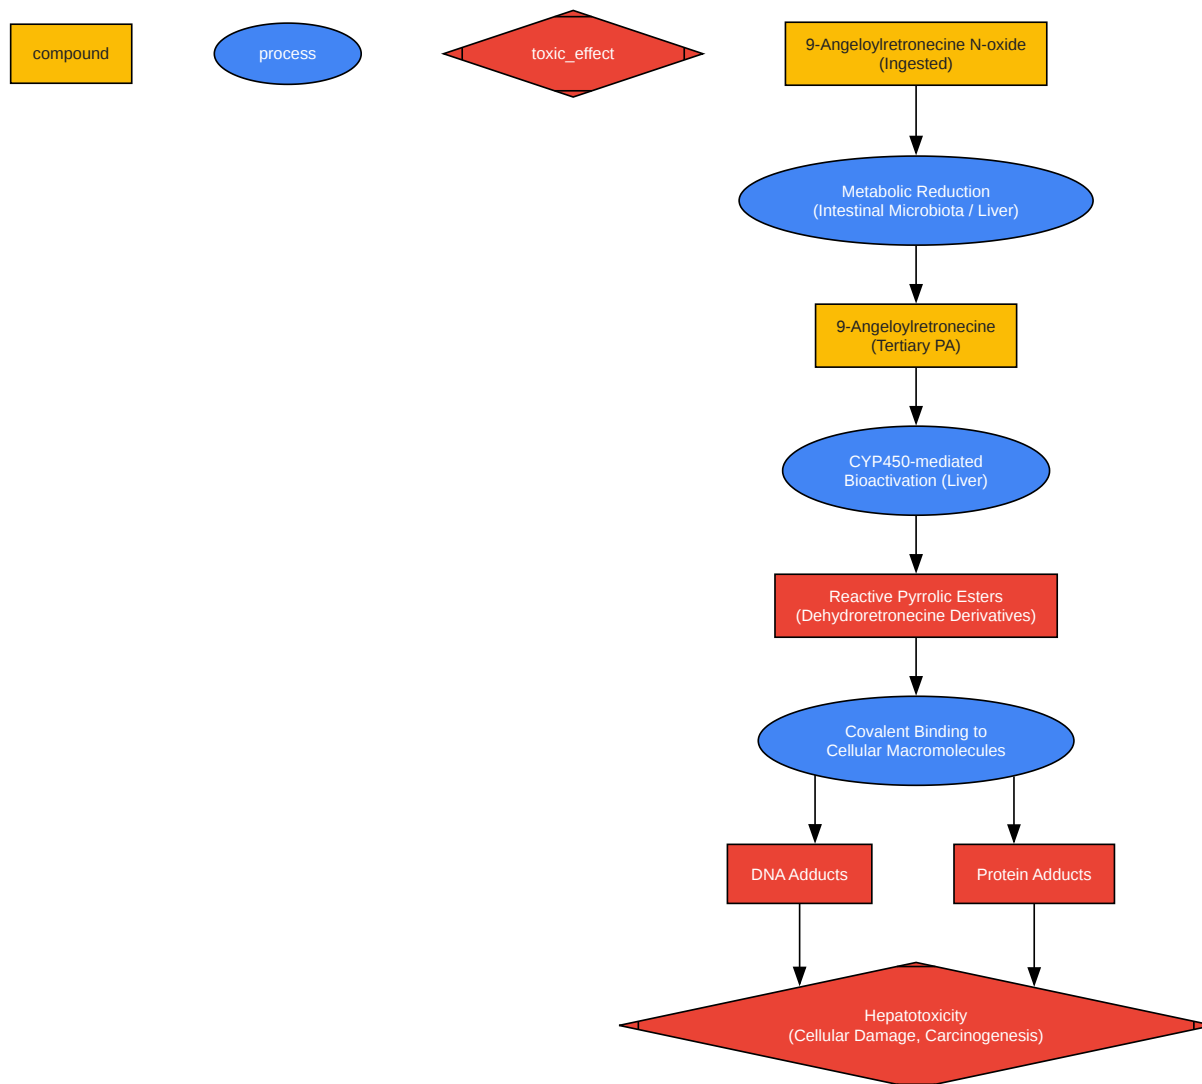 compound
process
toxic_effect
9-Angeloylretronecine N-oxide
(Ingested)
Metabolic Reduction
(Intestinal Microbiota / Liver)
9-Angeloylretronecine
(Tertiary PA)
CYP450-mediated
Bioactivation (Liver)
Reactive Pyrrolic Esters
(Dehydroretronecine Derivatives)
Covalent Binding to
Cellular Macromolecules
DNA Adducts
Protein Adducts
Hepatotoxicity
(Cellular Damage, Carcinogenesis)